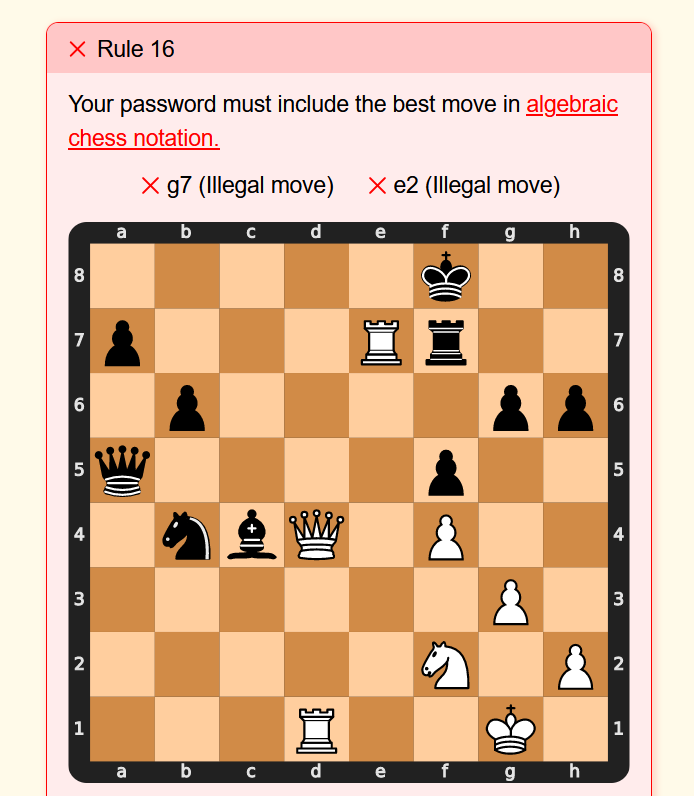 Rule 16
Your password must include the best move in algebraic
chess notation.
g7 (Illegal move) e2 (Illegal move)
a b c d e f g h
8 8
7 7
6 6
5 5
4 4
3 3
2 2
1 1
a b c d e f g h